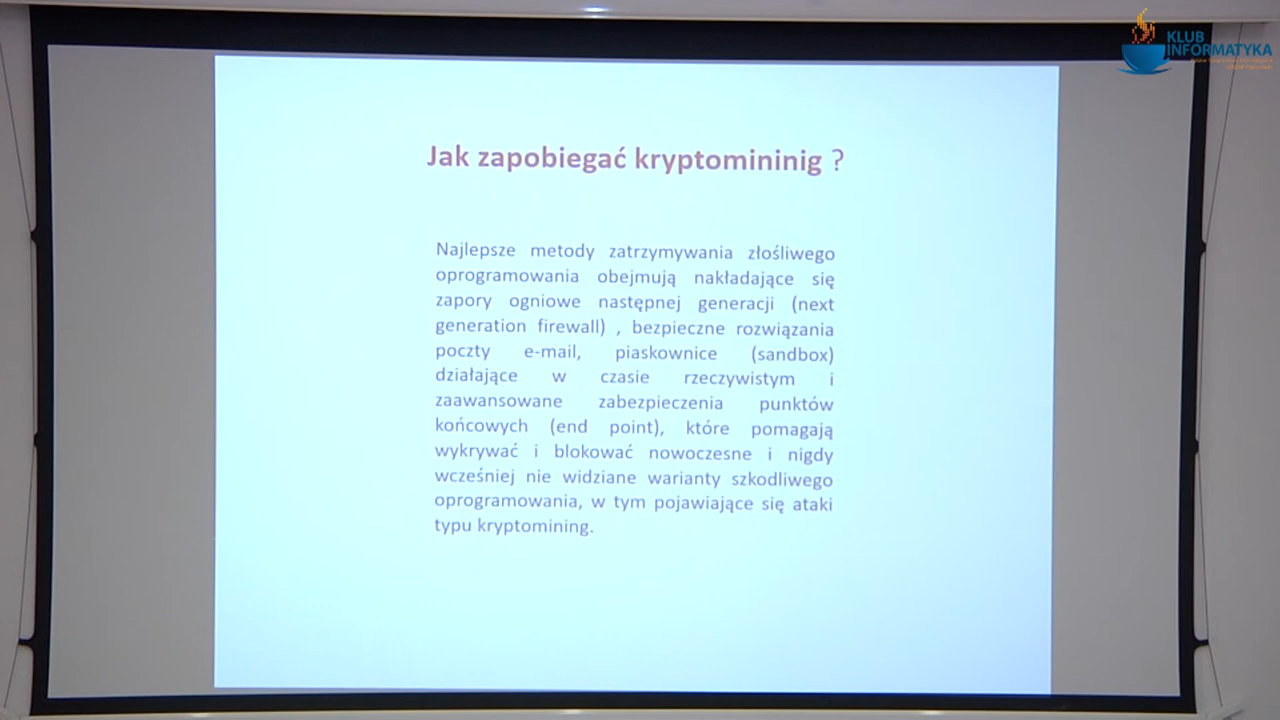 KLUB
INFORMATYKA
Jak zapobiegać kryptomininig ?
Najlepsze metody zatrzymywania złośliwego
oprogramowania obejmują nakładające się
zapory ogniowe następnej generacji (next
generation firewall) , bezpieczne rozwiązania
poczty e-mail, piaskownice (sandbox)
działające w czasie rzeczywistym i
zaawansowane zabezpieczenia punktów
końcowych (end point), które pomagają
wykrywać i blokować nowoczesne i nigdy
wcześniej nie widziane warianty szkodliwego
oprogramowania, w tym pojawiające się ataki
typu kryptomining.